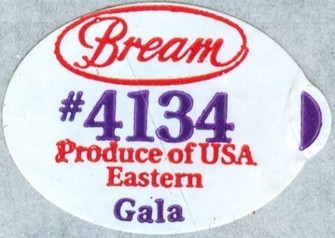 Bream
#4134
Produce of USA
Eastern
Gala